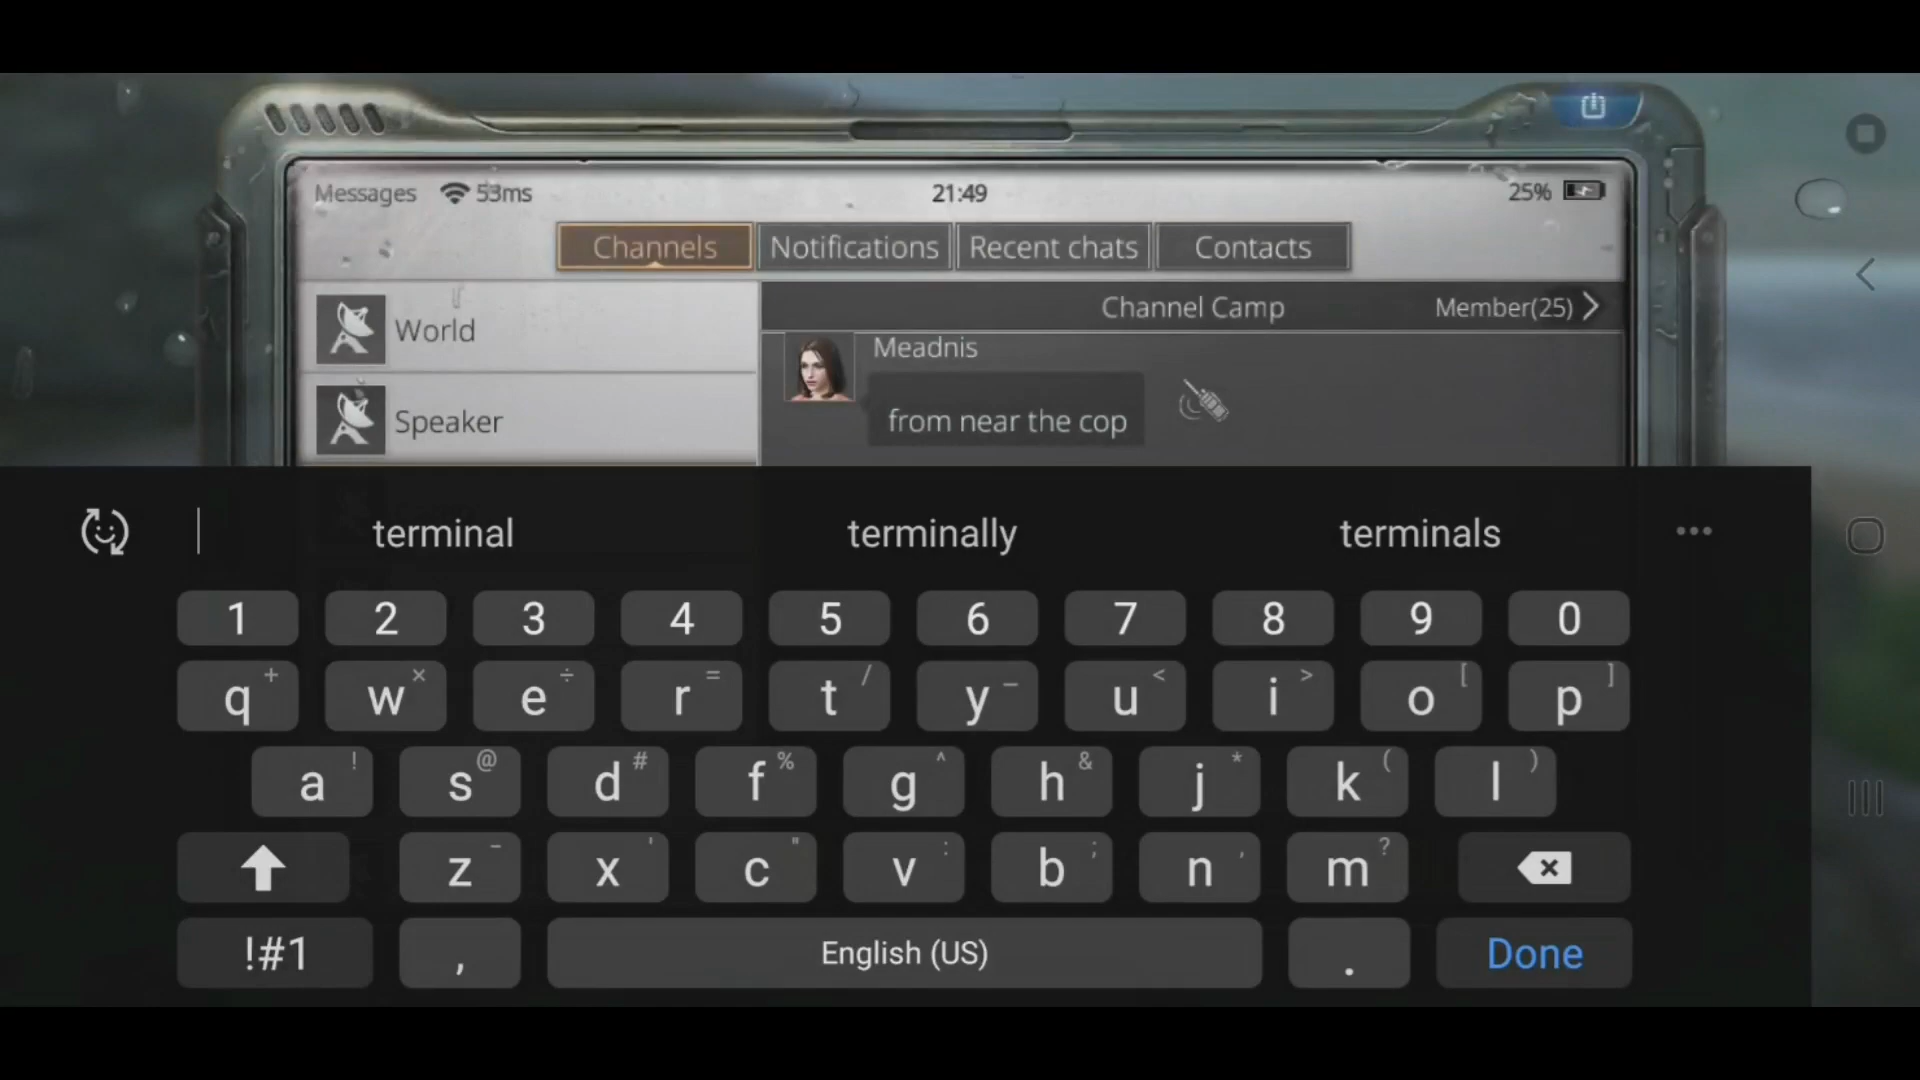 Messages 53ms 21:49 25%
Channels Notifications Recent chats Contacts
World
Channel Camp Member(25)
Meadnis
Speaker
from near the cop
terminal terminally terminals ...
1 2 3 4 5 6 7 8 9 0
q + w × e ÷ r = t / y _ u < i > o [ p ]
a ! s @ d # f % g ^ h & j * k ( l )
z - x ' c " v : b ; n , m ?
!#1 , English (US) . Done